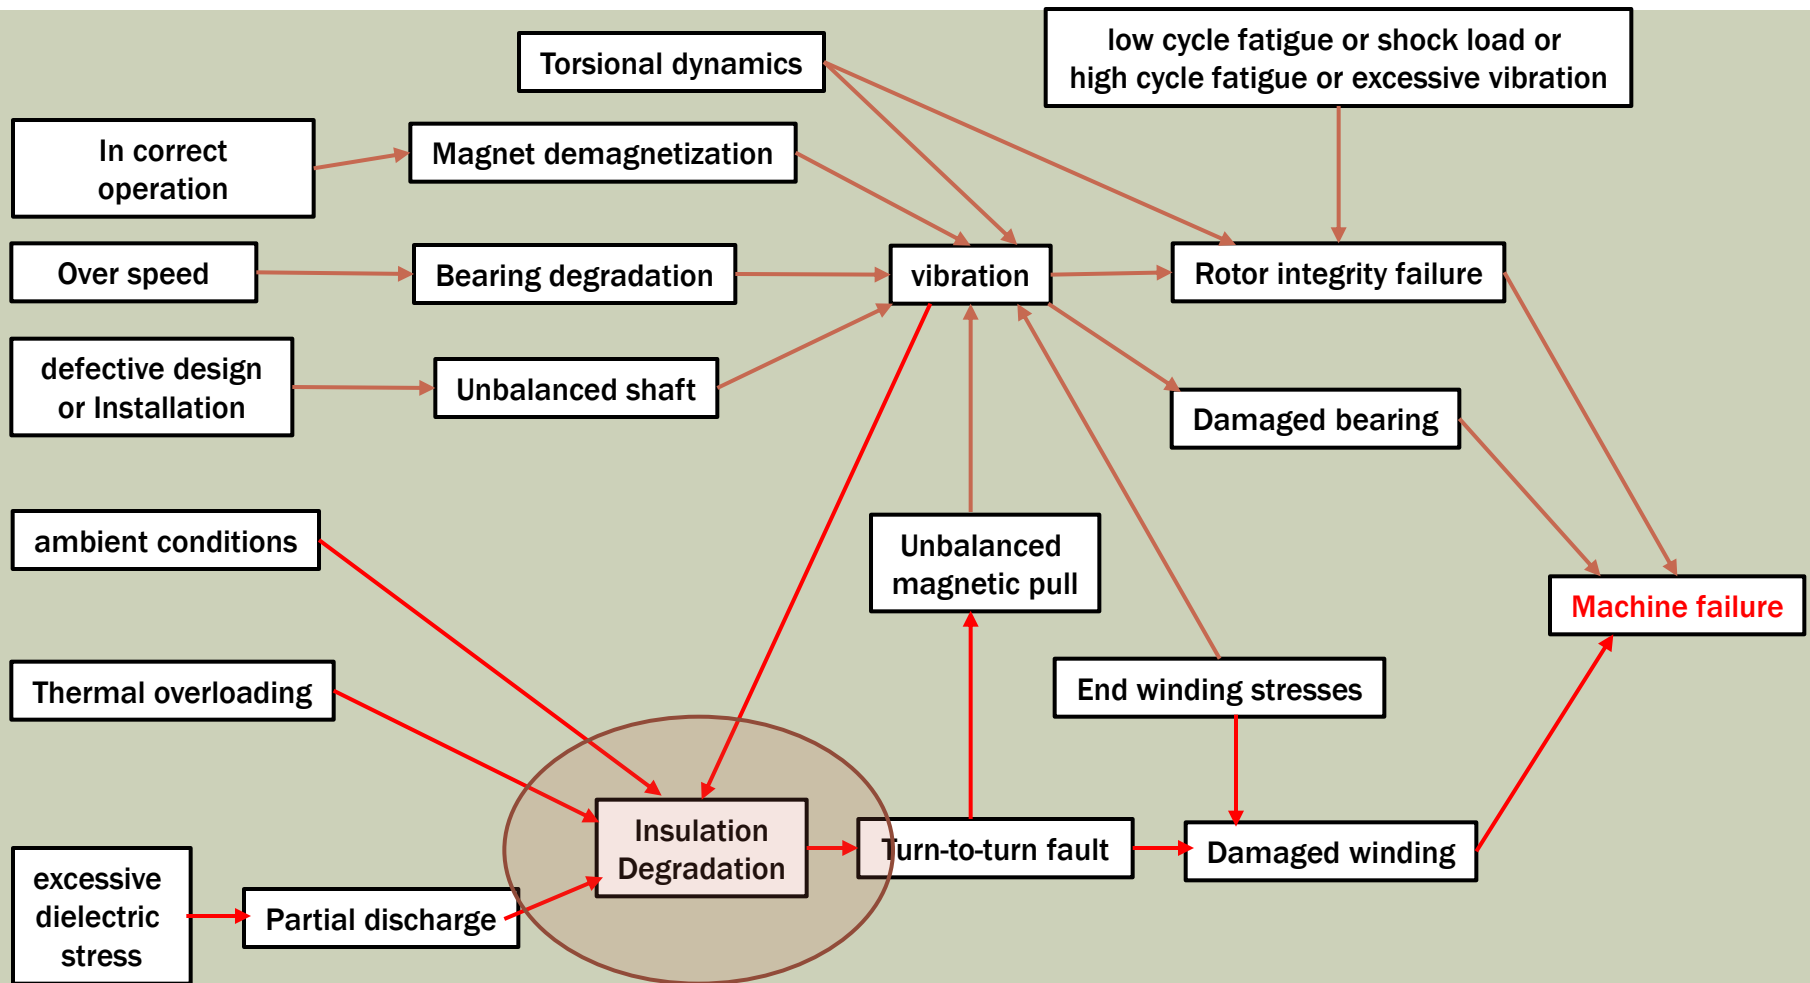 low cycle fatigue or shock load or
high cycle fatigue or excessive vibration
Torsional dynamics
In correct
operation
Magnet demagnetization
Over speed
Bearing degradation
vibration
Rotor integrity failure
defective design
or Installation
Unbalanced shaft
Damaged bearing
ambient conditions
Unbalanced
magnetic pull
Machine failure
Thermal overloading
End winding stresses
Insulation
Degradation
Turn-to-turn fault
Damaged winding
excessive
dielectric
stress
Partial discharge